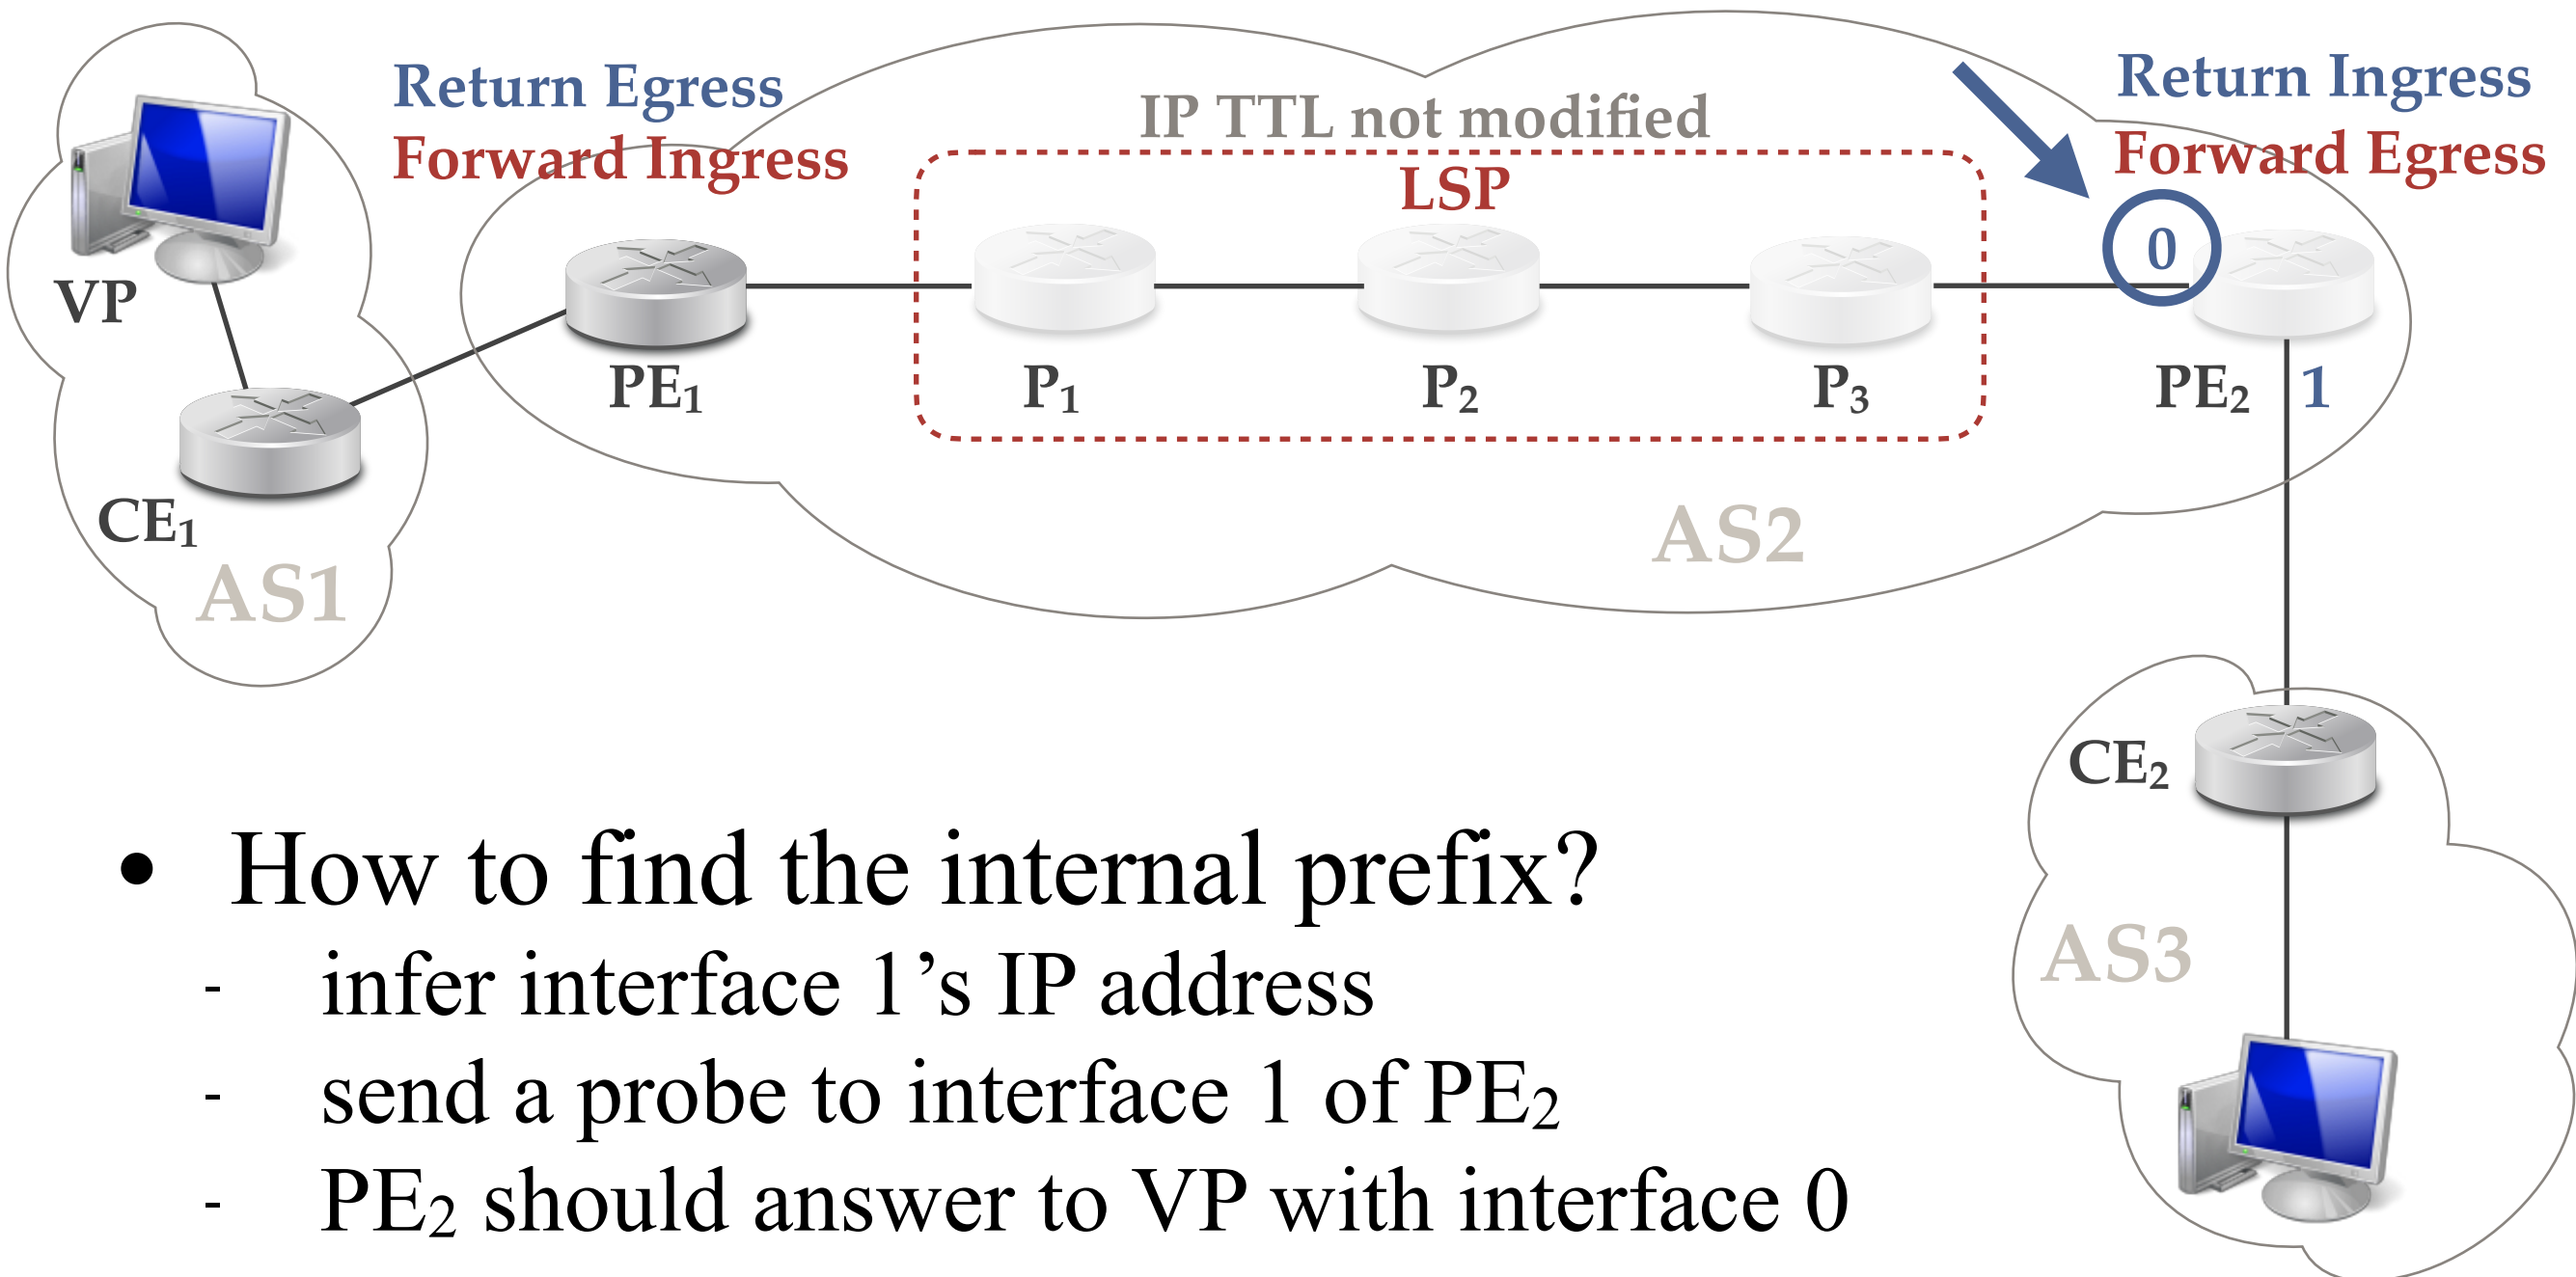 Return Egress
Forward Ingress
IP TTL not modified
LSP
Return Ingress
Forward Egress
0
VP
PE₁
P₁
P₂
P₃
PE₂
1
CE₁
AS1
AS2
CE₂
AS3
• How to find the internal prefix?
- infer interface 1’s IP address
- send a probe to interface 1 of PE₂
- PE₂ should answer to VP with interface 0